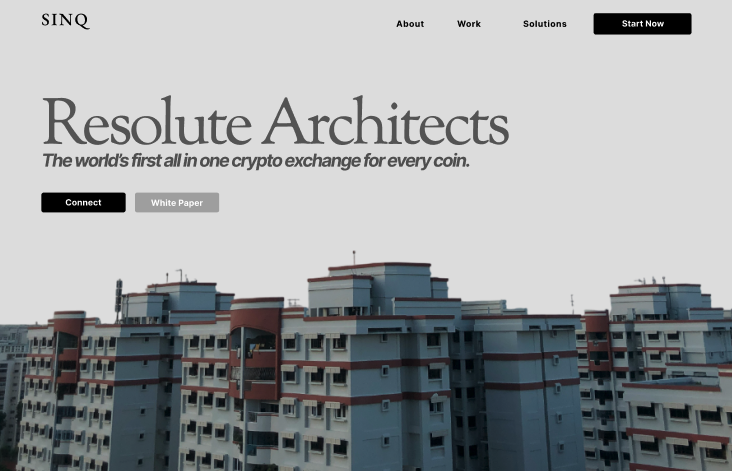 SINQ
About Work Solutions Start Now
Resolute Architects
The world's first all in one crypto exchange for every coin.
Connect White Paper